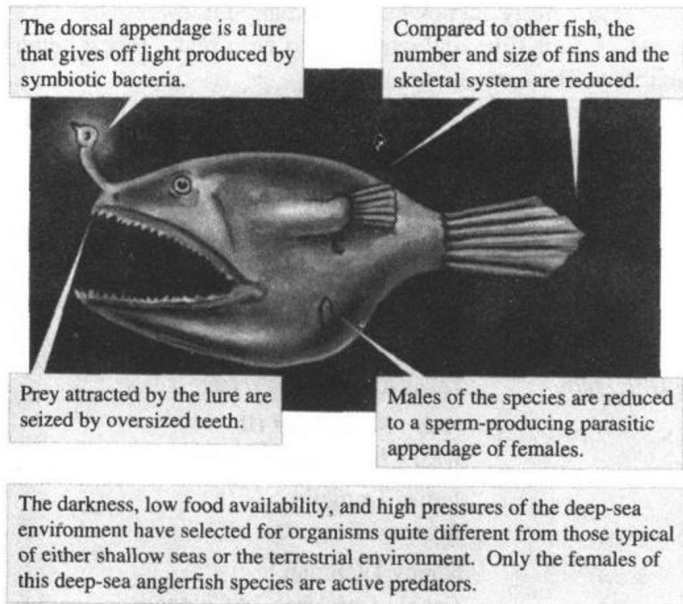 The dorsal appendage is a lure
that gives off light produced by
symbiotic bacteria.
Compared to other fish, the
number and size of fins and the
skeletal system are reduced.
Prey attracted by the lure are
seized by oversized teeth.
Males of the species are reduced
to a sperm-producing parasitic
appendage of females.
The darkness, low food availability, and high pressures of the deep-sea
environment have selected for organisms quite different from those typical
of either shallow seas or the terrestrial environment. Only the females of
this deep-sea anglerfish species are active predators.